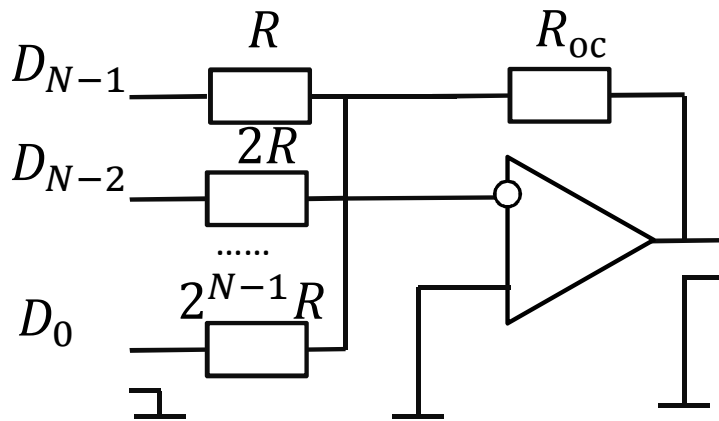 R
R_oc
D_{N-1}
2R
D_{N-2}
......
2^{N-1} R
D_0